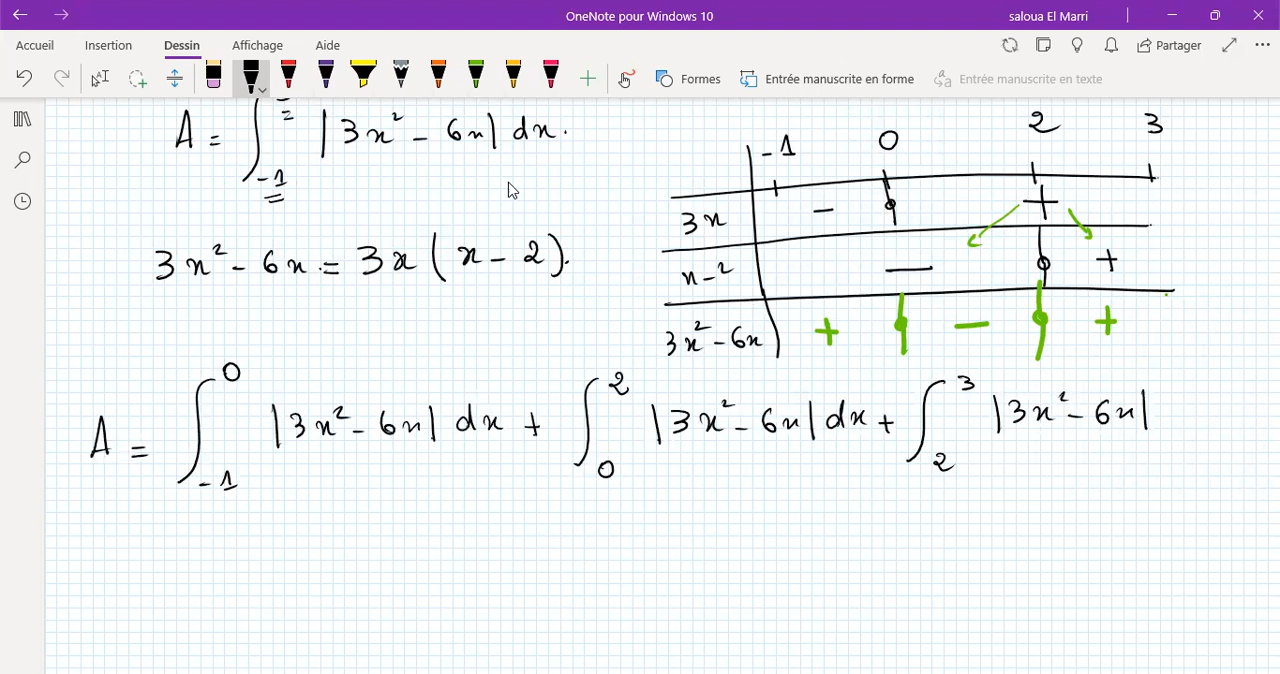 OneNote pour Windows 10
saloua El Marri
Accueil Insertion Dessin Affichage Aide
Partager
Formes Entrée manuscrite en forme Entrée manuscrite en texte
A = ∫_{-1} |3x² - 6x| dx.
3x² - 6x = 3x (x - 2).
-1 0 2 3
3x - 0 +
x-2 - 0 +
3x²-6x + 0 - 0 +
A = ∫_{-1}^{0} |3x² - 6x| dx + ∫_{0}^{2} |3x² - 6x| dx + ∫_{2}^{3} |3x² - 6x|